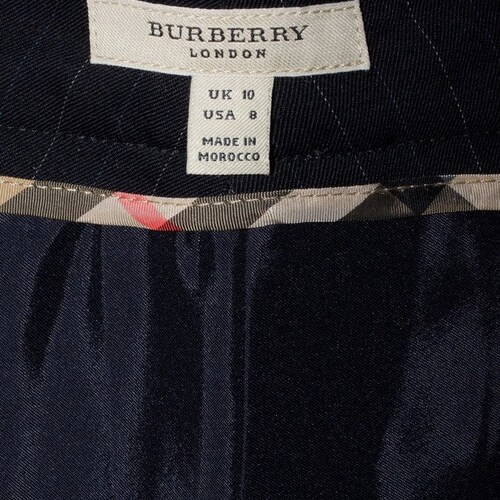 BURBERRY
LONDON
UK 10
USA 8
MADE IN
MOROCCO